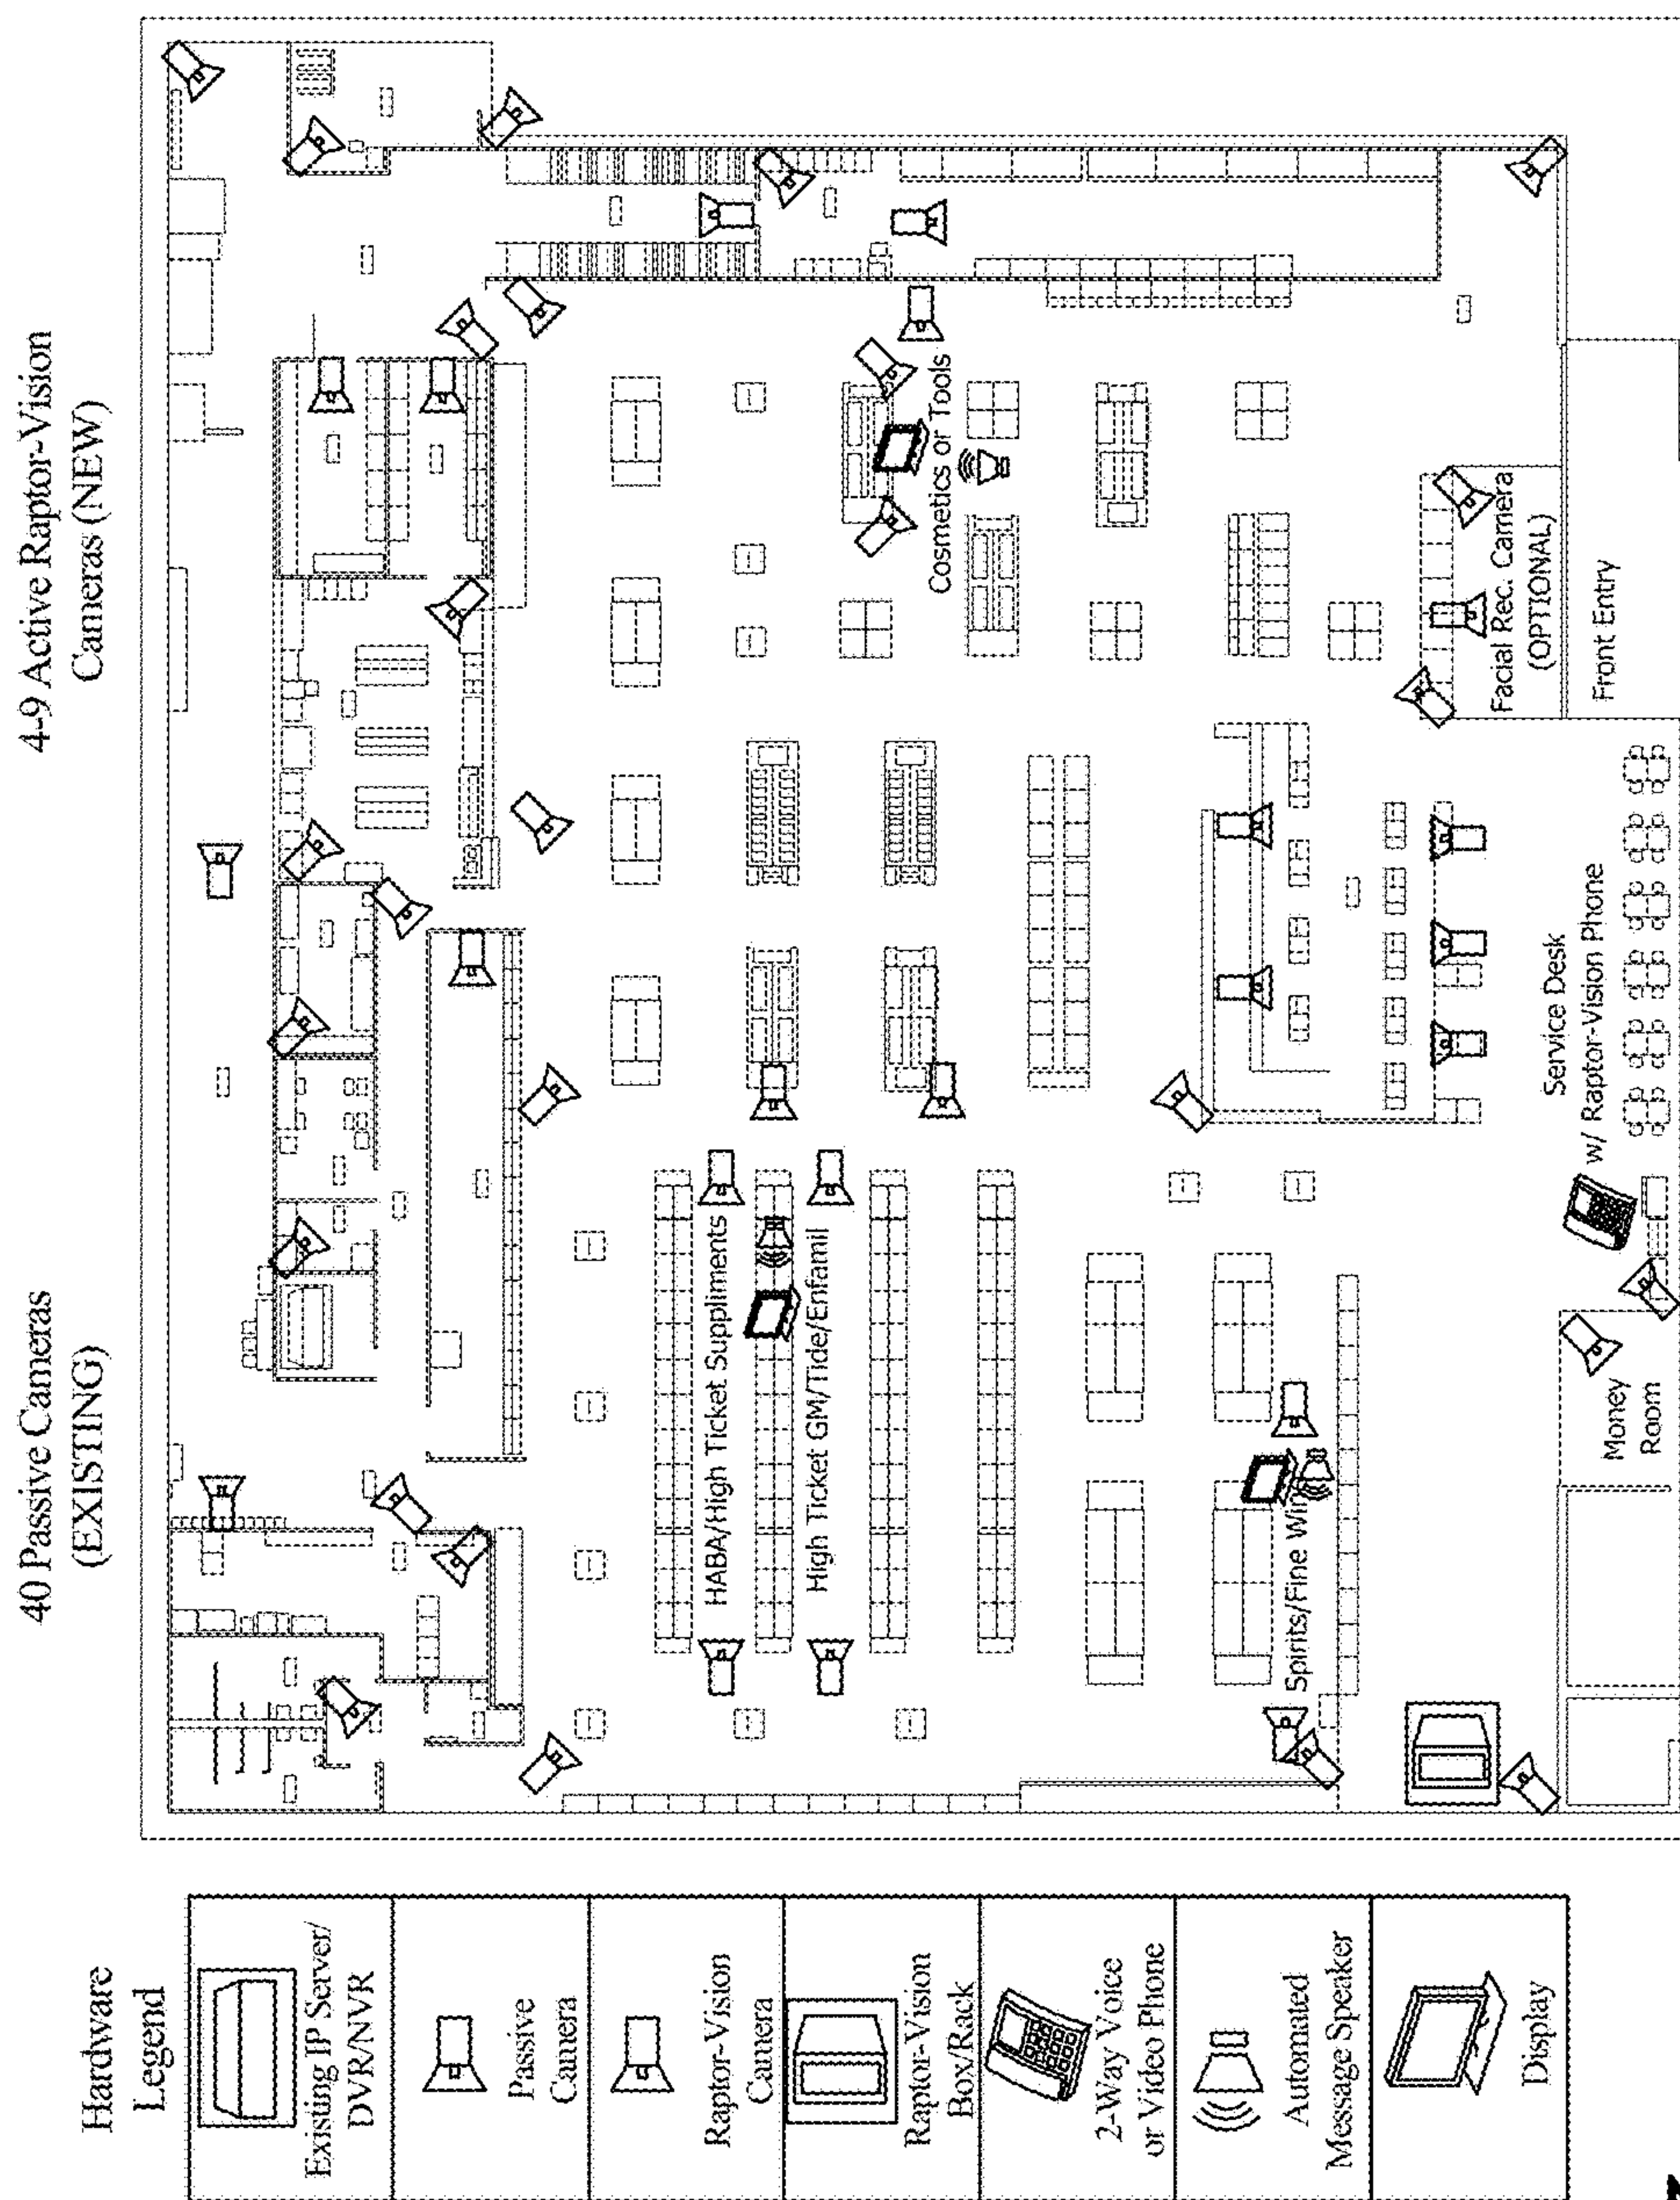 40 Passive Cameras
(EXISTING)
4-9 Active Raptor-Vision
Cameras (NEW)
Hardware
Legend
Existing IP Server/
DVR/NVR
Passive
Camera
Raptor-Vision
Camera
Raptor-Vision
Box/Rack
2-Way Voice
or Video Phone
Automated
Message Speaker
Display
HABA/High Ticket Suppliments
High Ticket GM/Tide/Enfamil
Cosmetics or Tools
Spirits/Fine Wine
Facial Rec. Camera
(OPTIONAL)
Front Entry
Service Desk
w/ Raptor-Vision Phone
Money
Room